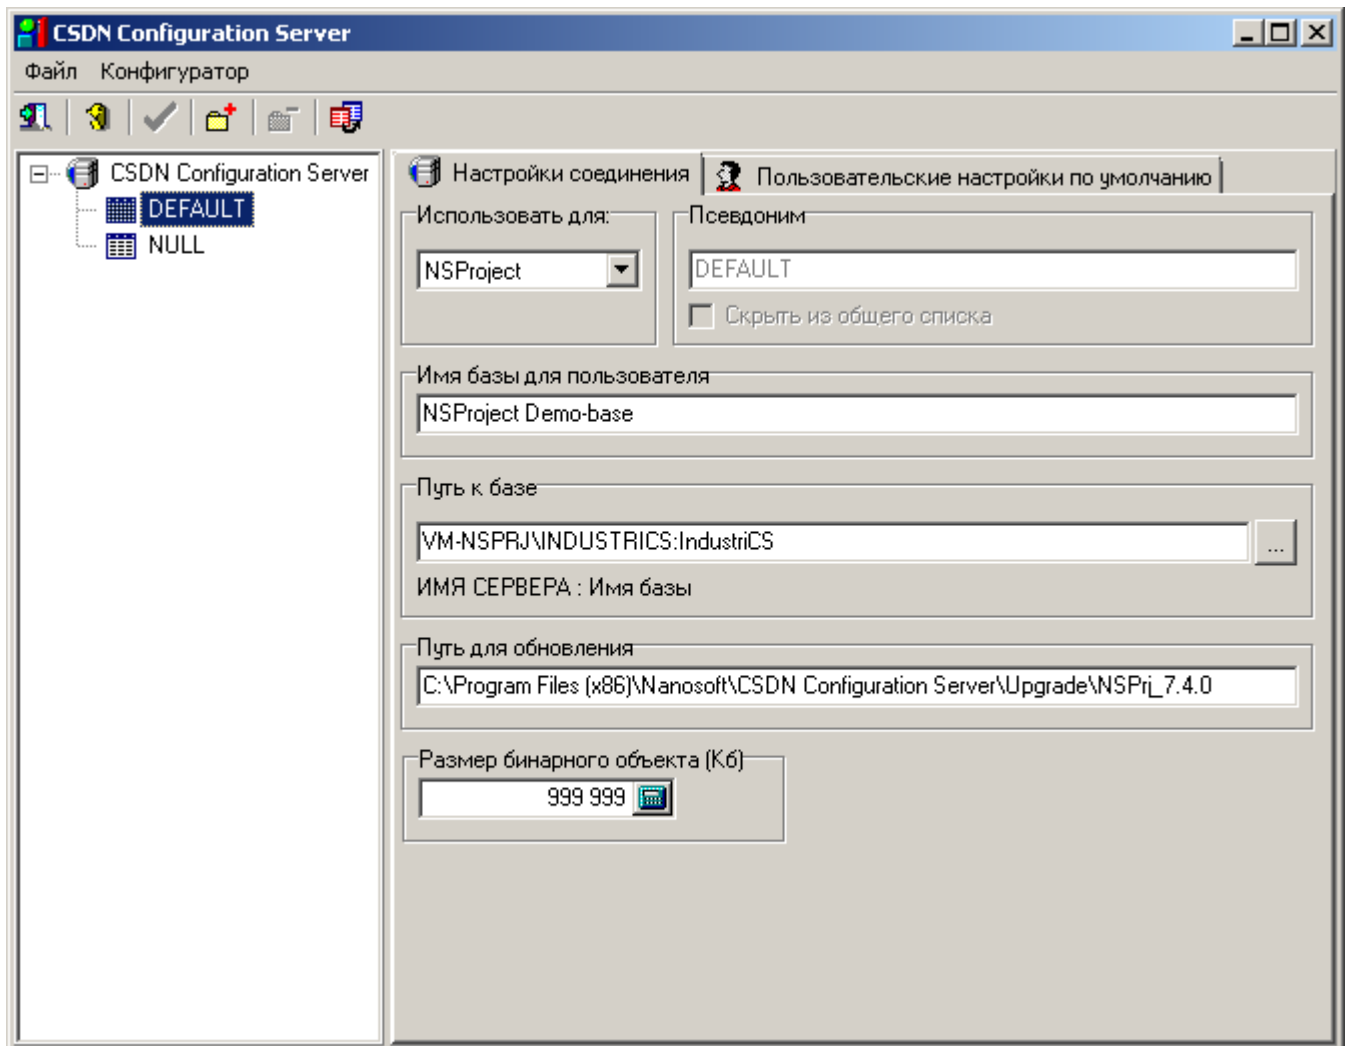 CSDN Configuration Server
Файл Конфигуратор
CSDN Configuration Server
DEFAULT
NULL
Настройки соединения
Пользовательские настройки по умолчанию
Использовать для:
NSProject
Псевдоним
DEFAULT
Скрыть из общего списка
Имя базы для пользователя
NSProject Demo-base
Путь к базе
VM-NSPRJ\INDUSTRICS:IndustriCS
...
ИМЯ СЕРВЕРА : Имя базы
Путь для обновления
C:\Program Files (x86)\Nanosoft\CSDN Configuration Server\Upgrade\NSPrj_7.4.0
Размер бинарного объекта (Кб)
999 999